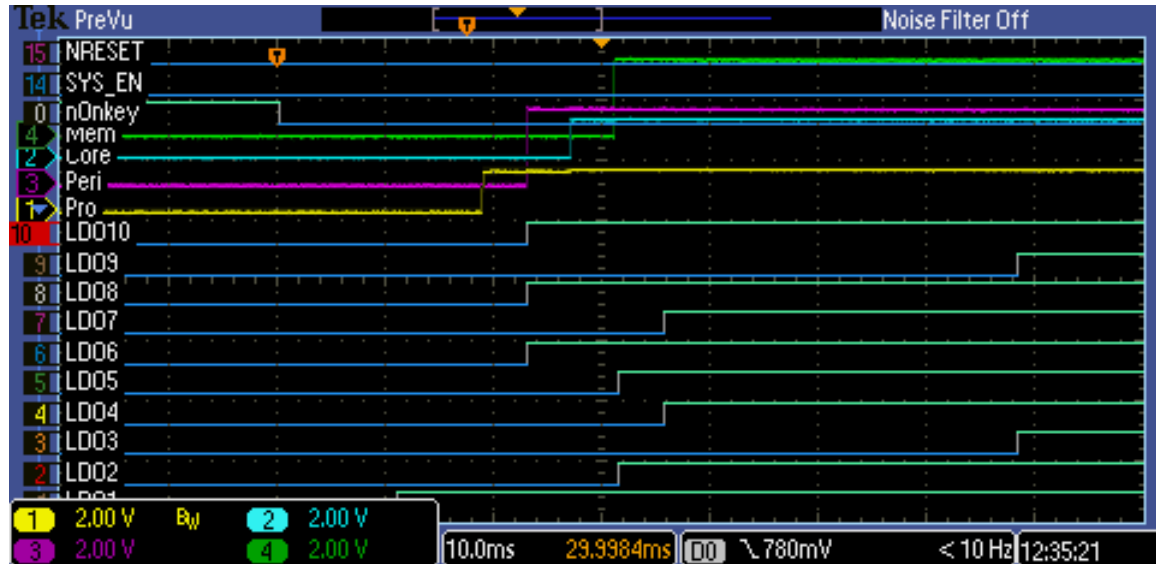 Tek PreVu Noise Filter Off
15 NRESET
14 SYS_EN
0 nOnkey
4 Mem
2 Core
3 Peri
1 Pro
10 LDO10
9 LDO9
8 LDO8
7 LDO7
6 LDO6
5 LDO5
4 LDO4
3 LDO3
2 LDO2
LDO1
1 2.00 V BW 2 2.00 V
3 2.00 V 4 2.00 V
10.0ms 29.9984ms D0 \ 780mV < 10 Hz 12:35:21